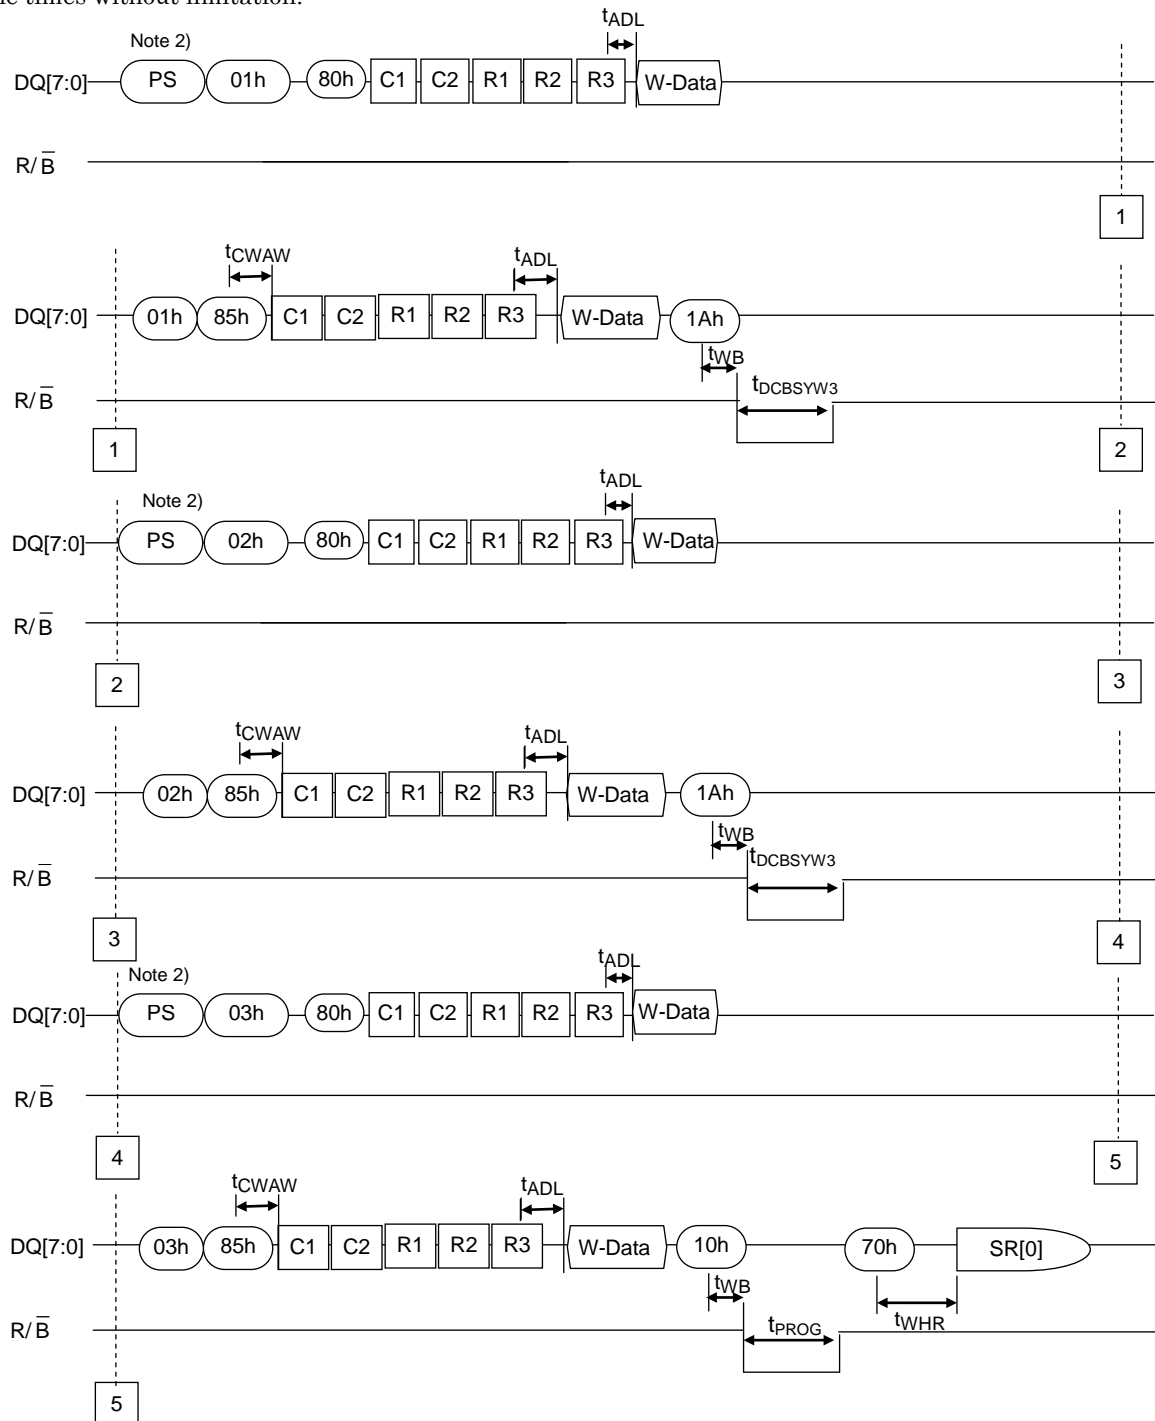 e times without limitation.
tADL
Note 2)
DQ[7:0] PS 01h 80h C1 C2 R1 R2 R3 W-Data
R/B̅
1
tCWAW tADL
DQ[7:0] 01h 85h C1 C2 R1 R2 R3 W-Data 1Ah
tWB
tDCBSYW3
R/B̅
1 2
tADL
Note 2)
DQ[7:0] PS 02h 80h C1 C2 R1 R2 R3 W-Data
R/B̅
2 3
tCWAW tADL
DQ[7:0] 02h 85h C1 C2 R1 R2 R3 W-Data 1Ah
tWB
tDCBSYW3
R/B̅
3 4
tADL
Note 2)
DQ[7:0] PS 03h 80h C1 C2 R1 R2 R3 W-Data
R/B̅
4 5
tCWAW tADL
DQ[7:0] 03h 85h C1 C2 R1 R2 R3 W-Data 10h 70h SR[0]
tWB
tWHR
R/B̅ tPROG
5